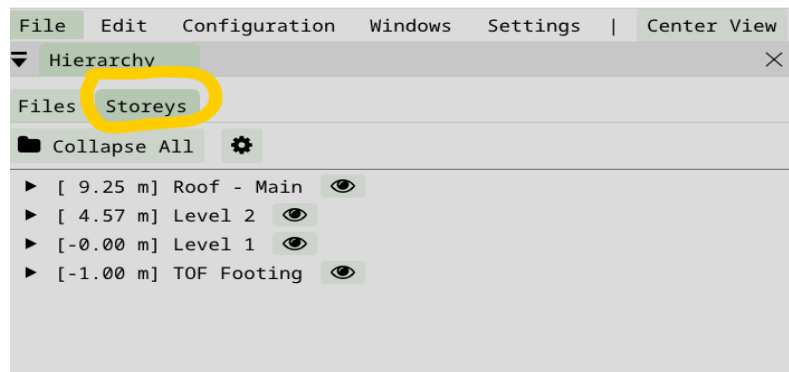 File Edit Configuration Windows Settings | Center View
Hierarchy
Files Storeys
Collapse All
[ 9.25 m] Roof - Main
[ 4.57 m] Level 2
[-0.00 m] Level 1
[-1.00 m] TOF Footing